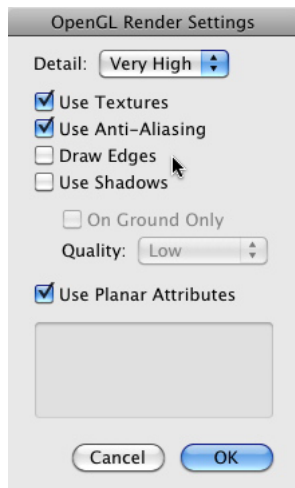 OpenGL Render Settings
Detail: Very High
Use Textures
Use Anti-Aliasing
Draw Edges
Use Shadows
On Ground Only
Quality: Low
Use Planar Attributes
Cancel OK